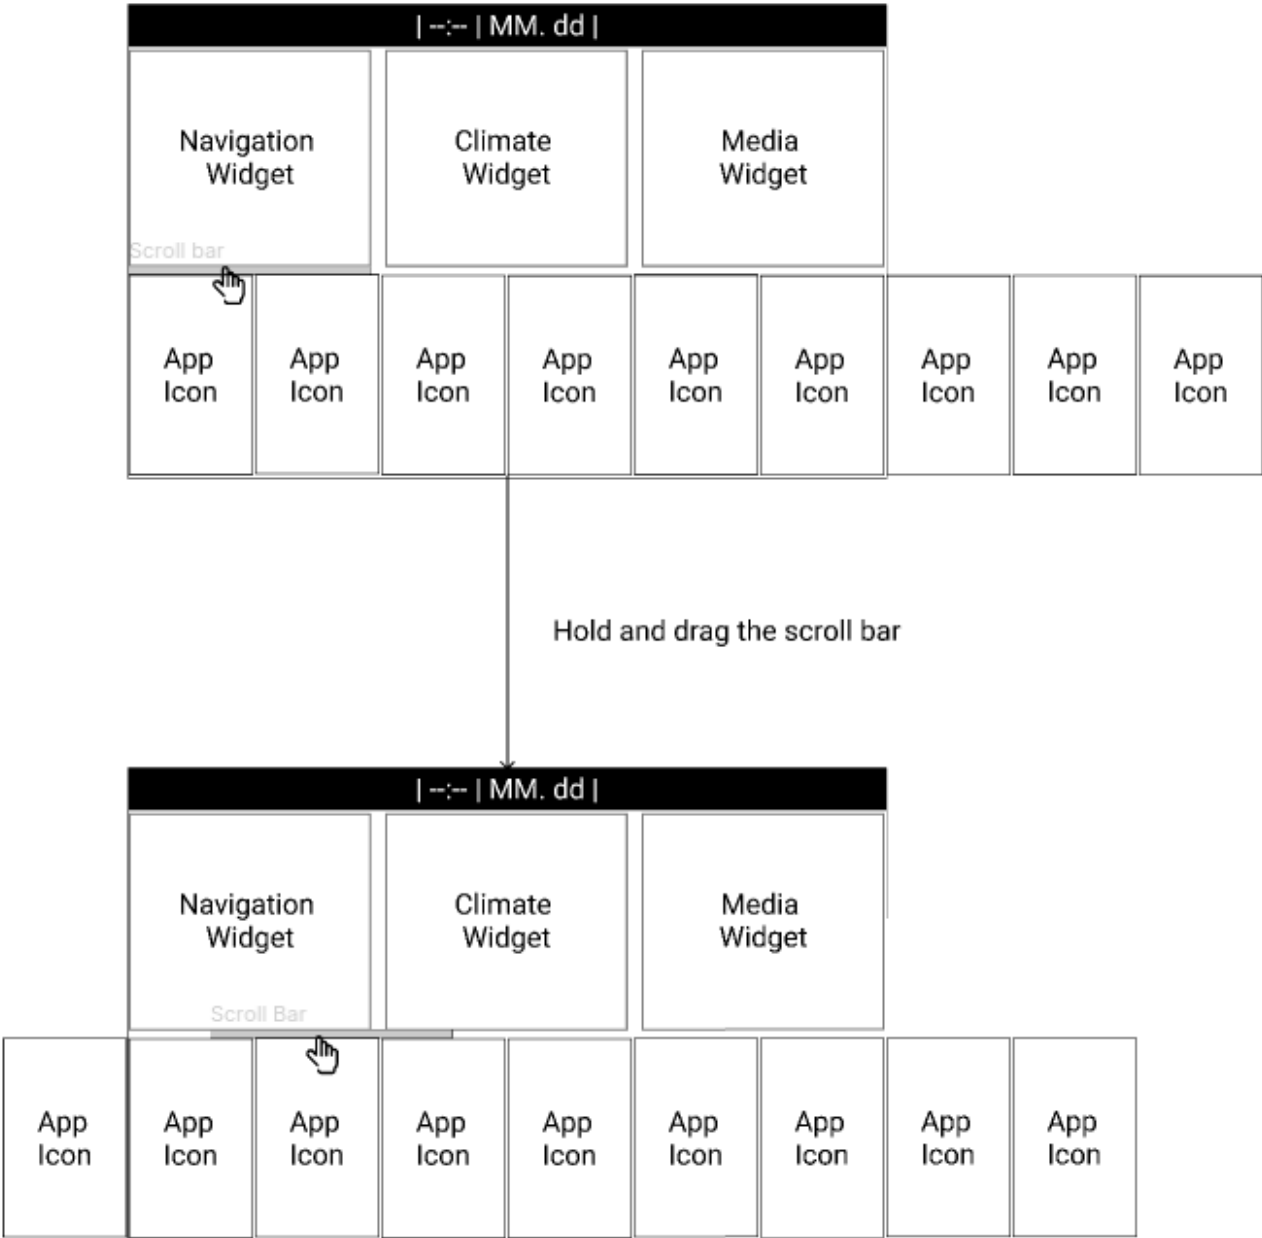 | --:-- | MM. dd |
Navigation
Widget
Climate
Widget
Media
Widget
Scroll bar
App
Icon
App
Icon
App
Icon
App
Icon
App
Icon
App
Icon
App
Icon
App
Icon
App
Icon
Hold and drag the scroll bar
| --:-- | MM. dd |
Navigation
Widget
Climate
Widget
Media
Widget
Scroll Bar
App
Icon
App
Icon
App
Icon
App
Icon
App
Icon
App
Icon
App
Icon
App
Icon
App
Icon